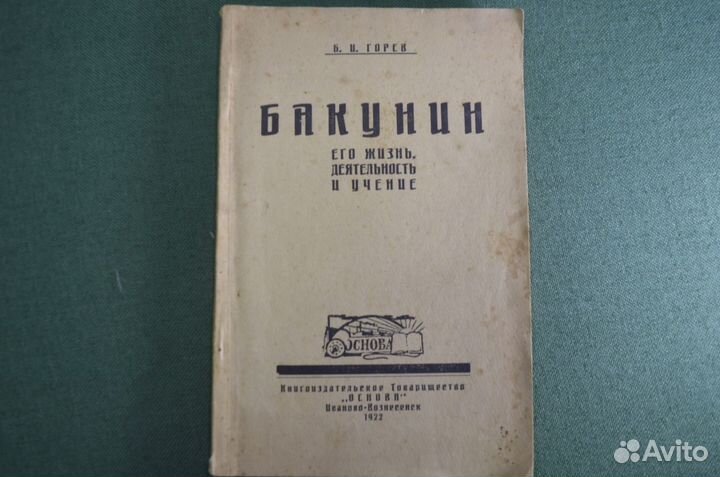 Б. И. ГОРЕВ
БАКУНИН
ЕГО ЖИЗНЬ,
ДЕЯТЕЛЬНОСТЬ
И УЧЕНИЕ
ОСНОВА
Книгоиздательское Товарищество
„ОСНОВА"
Иваново-Вознесенск
1922
Avito